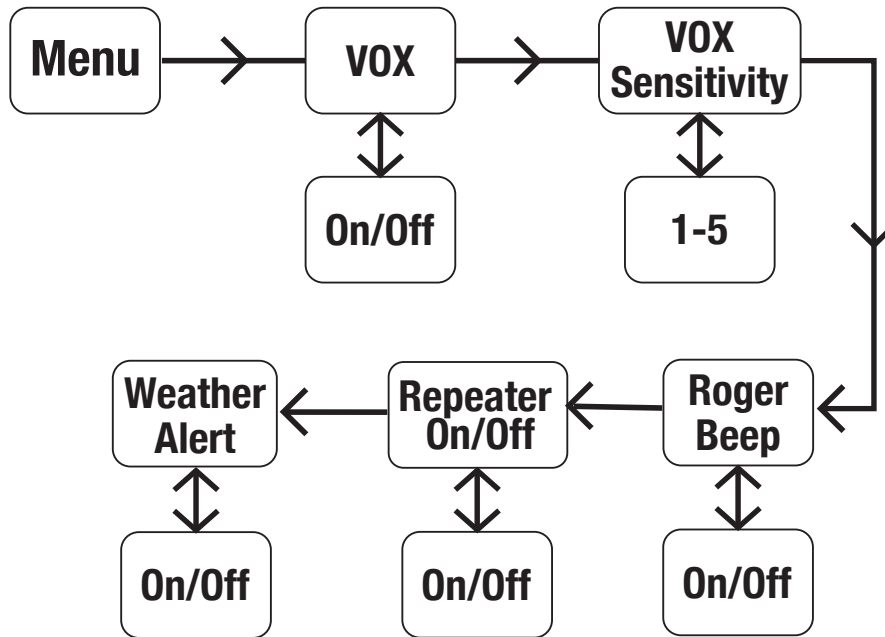 Menu
VOX
VOX
Sensitivity
On/Off
1-5
Weather
Alert
Repeater
On/Off
Roger
Beep
On/Off
On/Off
On/Off